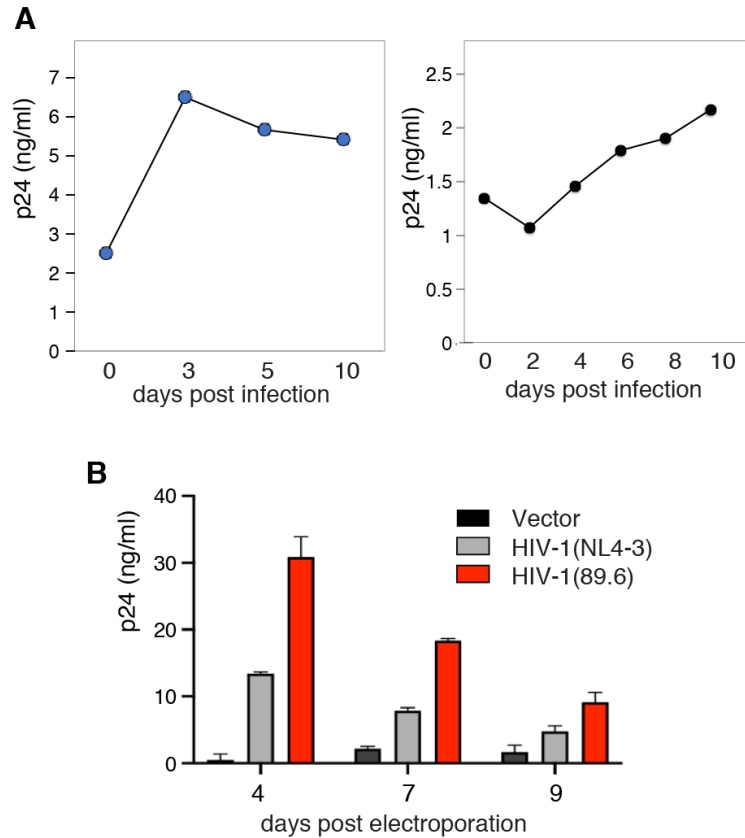 A
p24 (ng/ml)
7
6
5
4
3
2
1
0
0 3 5 10
days post infection
p24 (ng/ml)
2.5
2
1.5
1
0.5
0
0 2 4 6 8 10
days post infection
B
p24 (ng/ml)
40
30
20
10
0
Vector
HIV-1(NL4-3)
HIV-1(89.6)
4 7 9
days post electroporation